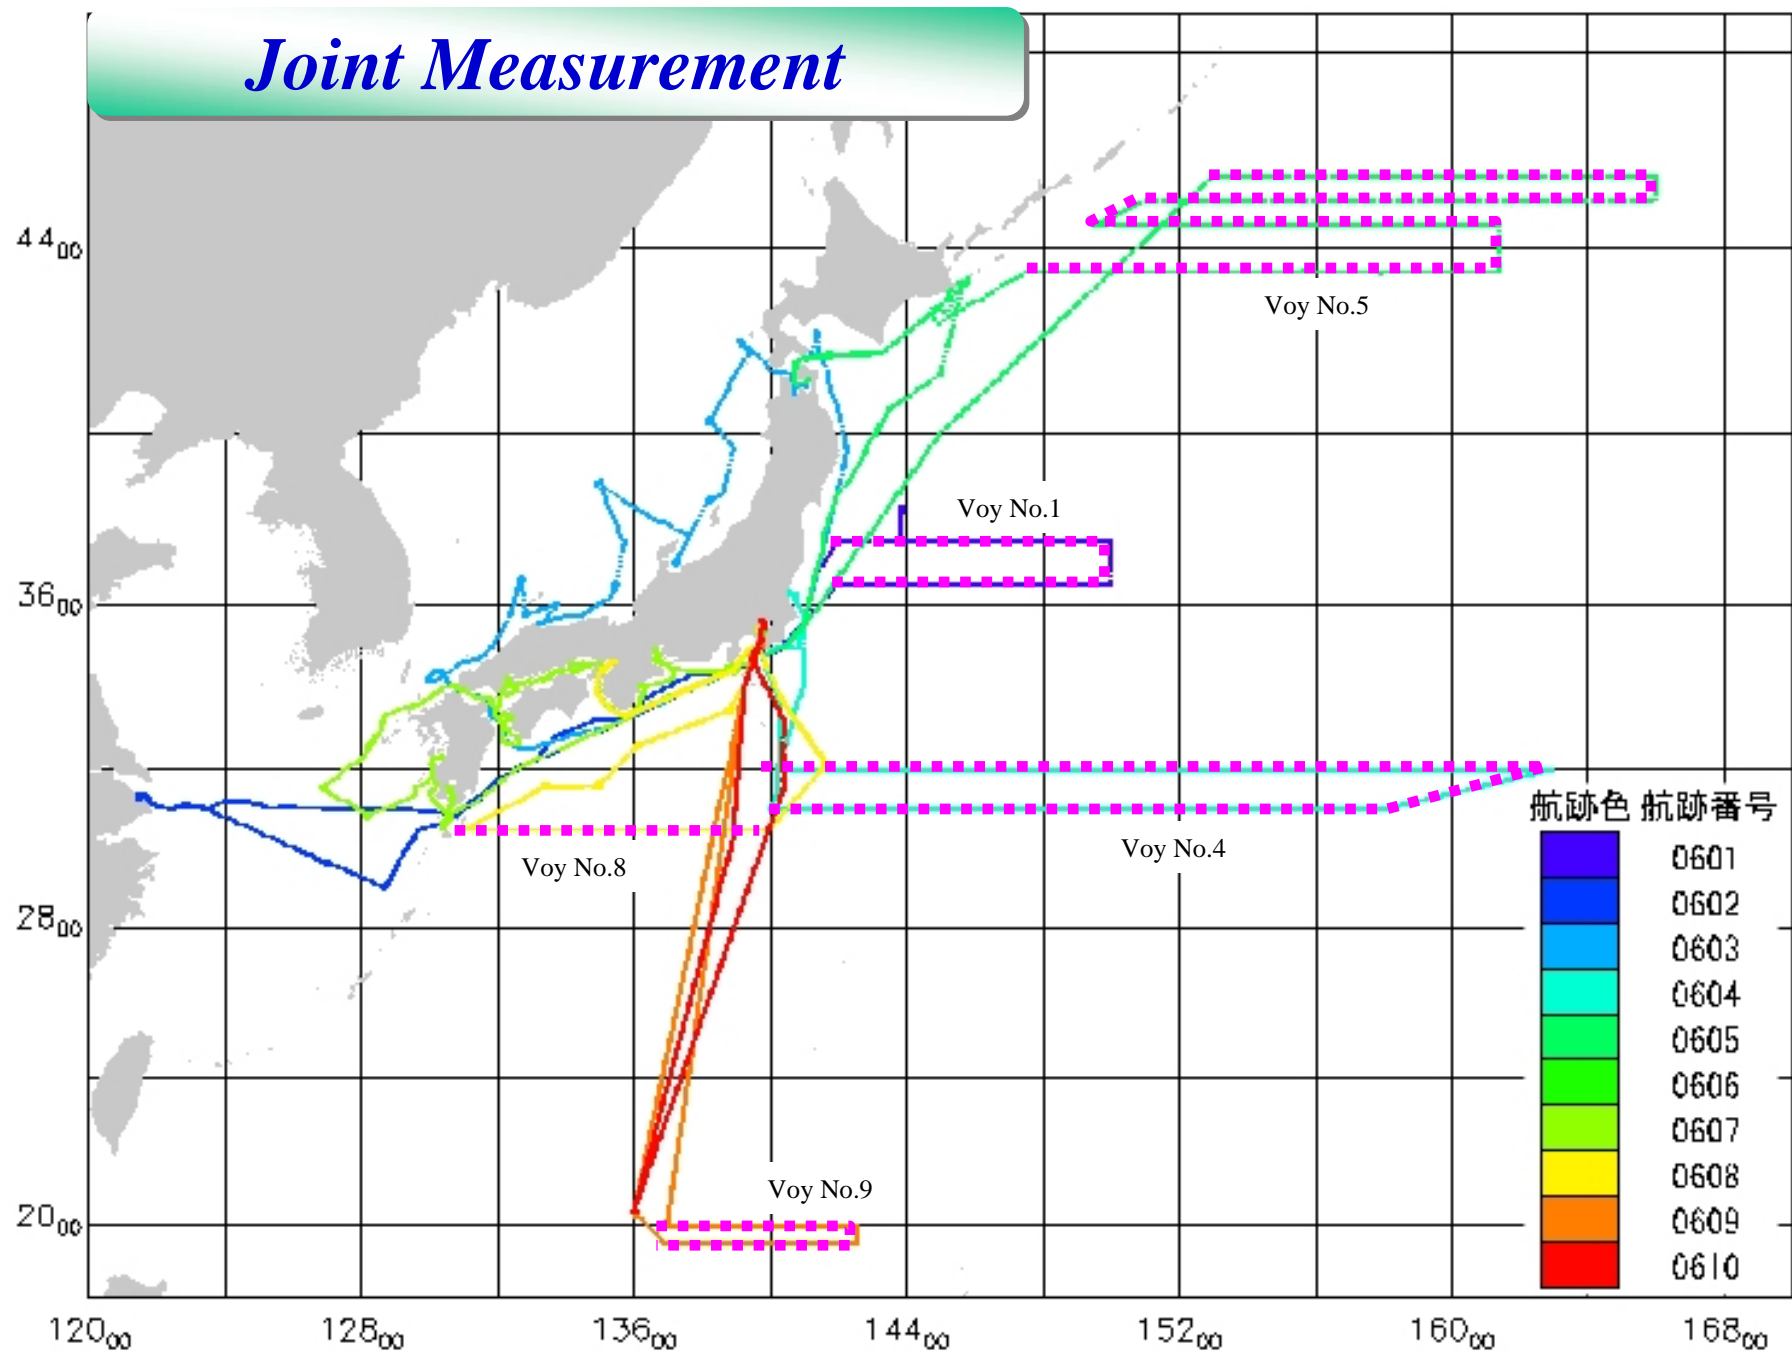 Joint Measurement
44 00
Voy No.5
Voy No.1
36 00
航跡色 航跡番号
Voy No.4
0601
Voy No.8
0602
28 00
0603
0604
0605
0606
0607
Voy No.9
0608
20 00
0609
0610
120 00 128 00 136 00 144 00 152 00 160 00 168 00